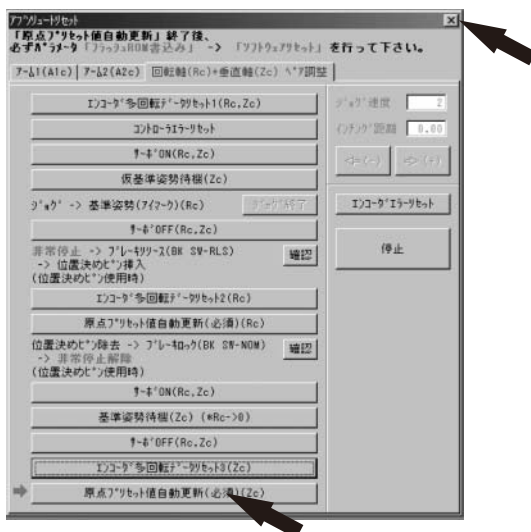 アブソリュートリセット
「原点プリセット値自動更新」終了後、
必ずパラメータ「フラッシュROM書込み」 -> 「ソフトウェアリセット」を行って下さい。
アーム1(A1c) アーム2(A2c) 回転軸(Rc)+垂直軸(Zc) ペア調整
エンコーダ多回転データリセット1(Rc,Zc)
コントローラエラーリセット
サーボON(Rc,Zc)
仮基準姿勢待機(Zc)
ジョグ -> 基準姿勢(アイマーク)(Rc) ジョグ終了
サーボOFF(Rc,Zc)
非常停止 -> ブレーキリリース(BK SW-RLS)
-> 位置決めピン挿入
(位置決めピン使用時)
確認
エンコーダ多回転データリセット2(Rc)
原点プリセット値自動更新(必須)(Rc)
位置決めピン除去 -> ブレーキロック(BK SW-NOM)
-> 非常停止解除
(位置決めピン使用時)
確認
サーボON(Rc,Zc)
基準姿勢待機(Zc) (*Rc->0)
サーボOFF(Rc,Zc)
エンコーダ多回転データリセット3(Zc)
原点プリセット値自動更新(必須)(Zc)
ジョグ速度 2
インチング距離 0.00
<=(-) =>(+)
エンコーダエラーリセット
停止